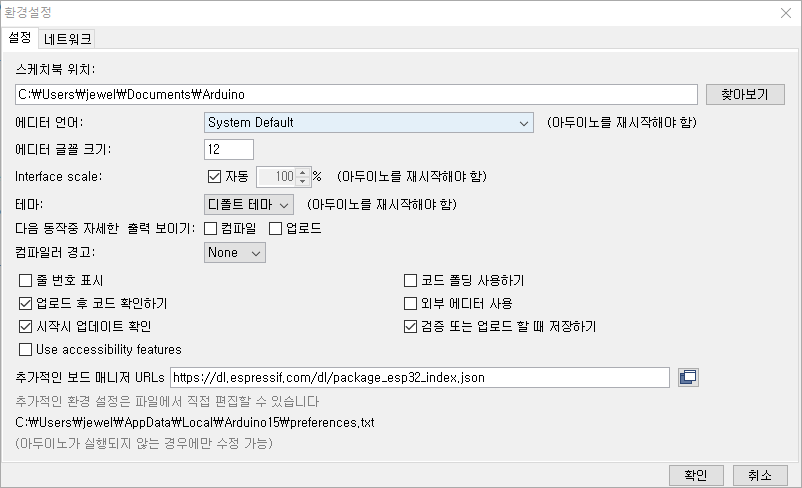 환경설정
설정 네트워크
스케치북 위치:
C:₩Users₩jewel₩Documents₩Arduino 찾아보기
에디터 언어: System Default (아두이노를 재시작해야 함)
에디터 글꼴 크기: 12
Interface scale: 자동 100 % (아두이노를 재시작해야 함)
테마: 디폴트 테마 (아두이노를 재시작해야 함)
다음 동작중 자세한 출력 보이기: 컴파일 업로드
컴파일러 경고: None
줄 번호 표시 코드 폴딩 사용하기
업로드 후 코드 확인하기 외부 에디터 사용
시작시 업데이트 확인 검증 또는 업로드 할 때 저장하기
Use accessibility features
추가적인 보드 매니저 URLs https://dl.espressif.com/dl/package_esp32_index.json
추가적인 환경 설정은 파일에서 직접 편집할 수 있습니다
C:₩Users₩jewel₩AppData₩Local₩Arduino15₩preferences.txt
(아두이노가 실행되지 않는 경우에만 수정 가능)
확인 취소